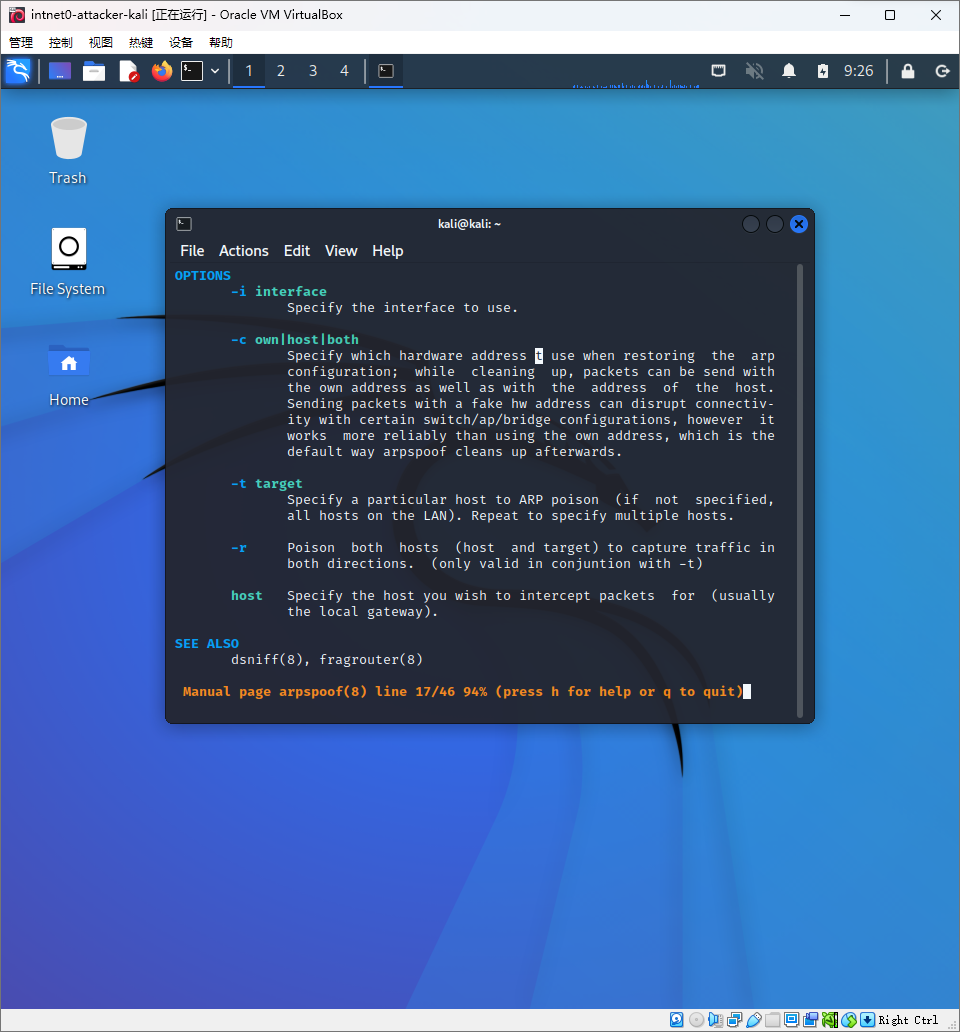 intnet0-attacker-kali [正在运行] - Oracle VM VirtualBox
管理 控制 视图 热键 设备 帮助
1 2 3 4 9:26
Trash
File System
Home
kali@kali: ~
File Actions Edit View Help
OPTIONS
-i interface
Specify the interface to use.
-c own|host|both
Specify which hardware address t use when restoring the arp
configuration; while cleaning up, packets can be send with
the own address as well as with the address of the host.
Sending packets with a fake hw address can disrupt connectiv-
ity with certain switch/ap/bridge configurations, however it
works more reliably than using the own address, which is the
default way arpspoof cleans up afterwards.
-t target
Specify a particular host to ARP poison (if not specified,
all hosts on the LAN). Repeat to specify multiple hosts.
-r Poison both hosts (host and target) to capture traffic in
both directions. (only valid in conjuntion with -t)
host Specify the host you wish to intercept packets for (usually
the local gateway).
SEE ALSO
dsniff(8), fragrouter(8)
Manual page arpspoof(8) line 17/46 94% (press h for help or q to quit)
Right Ctrl